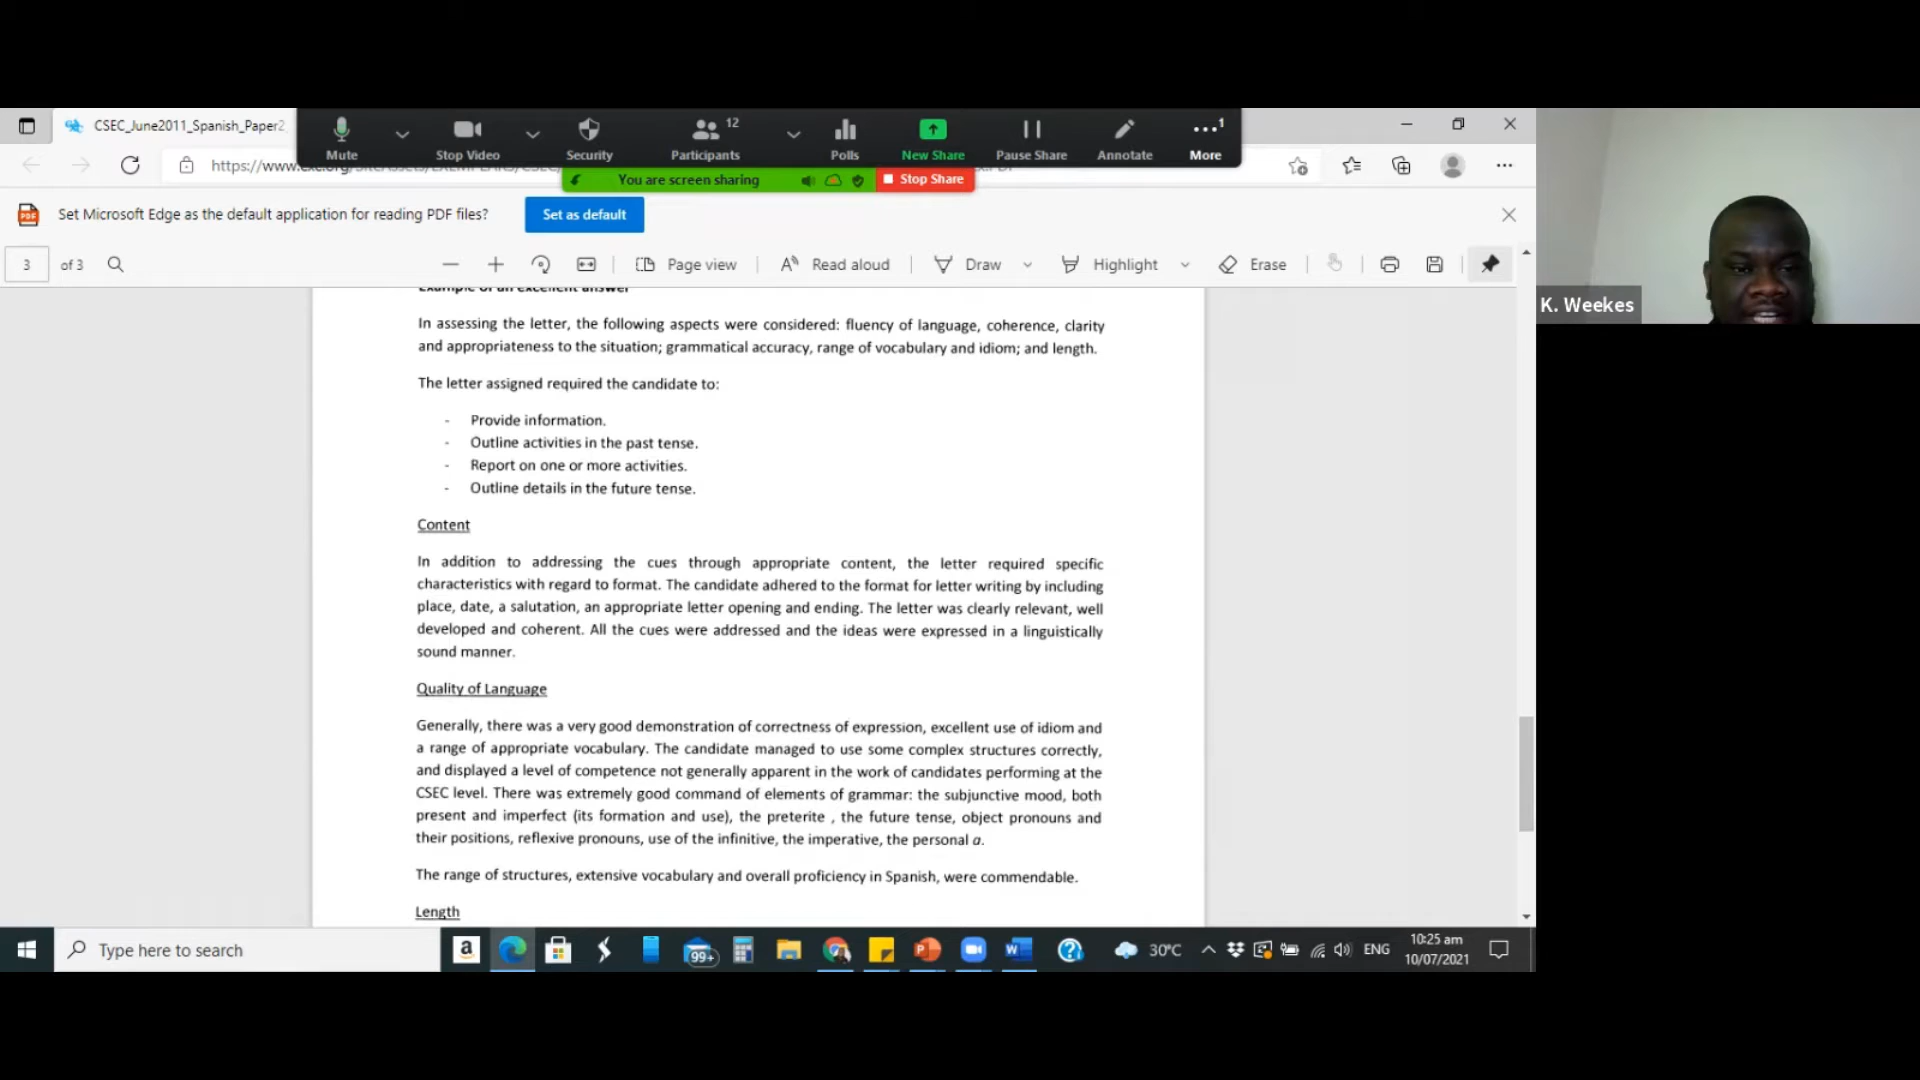 CSEC_June2011_Spanish_Paper2
Mute
Stop Video
Security
12
Participants
Polls
New Share
Pause Share
Annotate
1
More
https://www.cxc.org/
You are screen sharing
Stop Share
Set Microsoft Edge as the default application for reading PDF files?
Set as default
3 of 3
Page view
Read aloud
Draw
Highlight
Erase
Example of an excellent answer
In assessing the letter, the following aspects were considered: fluency of language, coherence, clarity
and appropriateness to the situation; grammatical accuracy, range of vocabulary and idiom; and length.
The letter assigned required the candidate to:
- Provide information.
- Outline activities in the past tense.
- Report on one or more activities.
- Outline details in the future tense.
Content
In addition to addressing the cues through appropriate content, the letter required specific
characteristics with regard to format. The candidate adhered to the format for letter writing by including
place, date, a salutation, an appropriate letter opening and ending. The letter was clearly relevant, well
developed and coherent. All the cues were addressed and the ideas were expressed in a linguistically
sound manner.
Quality of Language
Generally, there was a very good demonstration of correctness of expression, excellent use of idiom and
a range of appropriate vocabulary. The candidate managed to use some complex structures correctly,
and displayed a level of competence not generally apparent in the work of candidates performing at the
CSEC level. There was extremely good command of elements of grammar: the subjunctive mood, both
present and imperfect (its formation and use), the preterite , the future tense, object pronouns and
their positions, reflexive pronouns, use of the infinitive, the imperative, the personal a.
The range of structures, extensive vocabulary and overall proficiency in Spanish, were commendable.
Length
K. Weekes
Type here to search
99+
30°C
ENG
10:25 am
10/07/2021